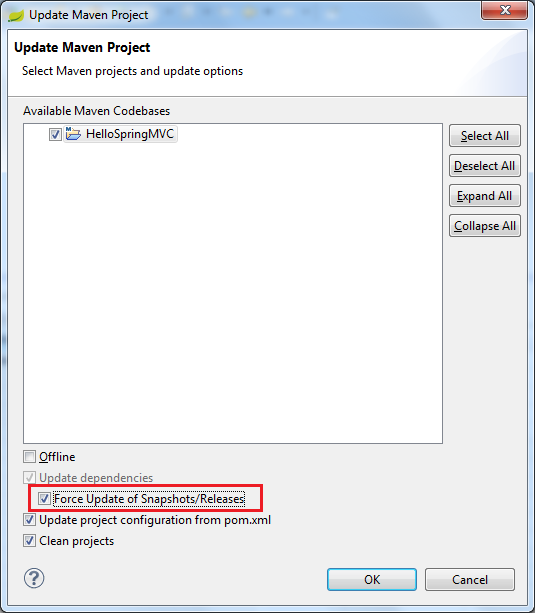 Update Maven Project
Update Maven Project
Select Maven projects and update options
Available Maven Codebases
HelloSpringMVC
Select All
Deselect All
Expand All
Collapse All
Offline
Update dependencies
Force Update of Snapshots/Releases
Update project configuration from pom.xml
Clean projects
?
OK
Cancel